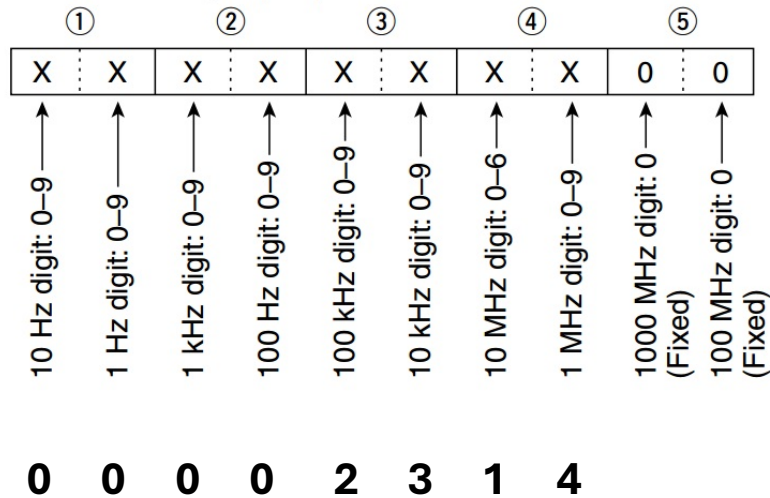 ① ② ③ ④ ⑤
X X X X X X X X 0 0
10 Hz digit: 0–9
1 Hz digit: 0–9
1 kHz digit: 0–9
100 Hz digit: 0–9
100 kHz digit: 0–9
10 kHz digit: 0–9
10 MHz digit: 0–6
1 MHz digit: 0–9
1000 MHz digit: 0
(Fixed)
100 MHz digit: 0
(Fixed)
0 0 0 0 2 3 1 4